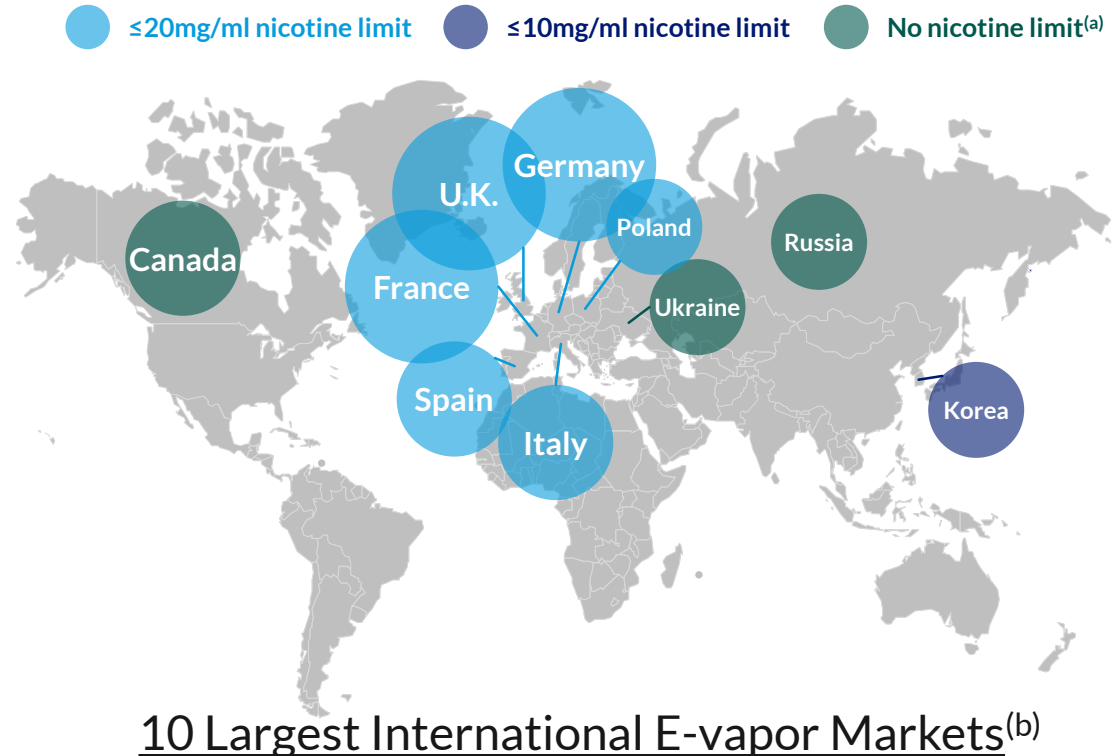 ≤20mg/ml nicotine limit
≤10mg/ml nicotine limit
No nicotine limit(a)
Germany
U.K.
Poland
Canada
Russia
France
Ukraine
Spain
Korea
Italy
10 Largest International E-vapor Markets(b)